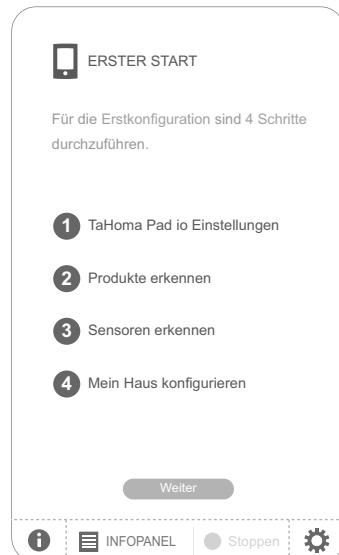 ERSTER START
Für die Erstkonfiguration sind 4 Schritte
durchzuführen.
1 TaHoma Pad io Einstellungen
2 Produkte erkennen
3 Sensoren erkennen
4 Mein Haus konfigurieren
Weiter
i INFOPANEL Stoppen